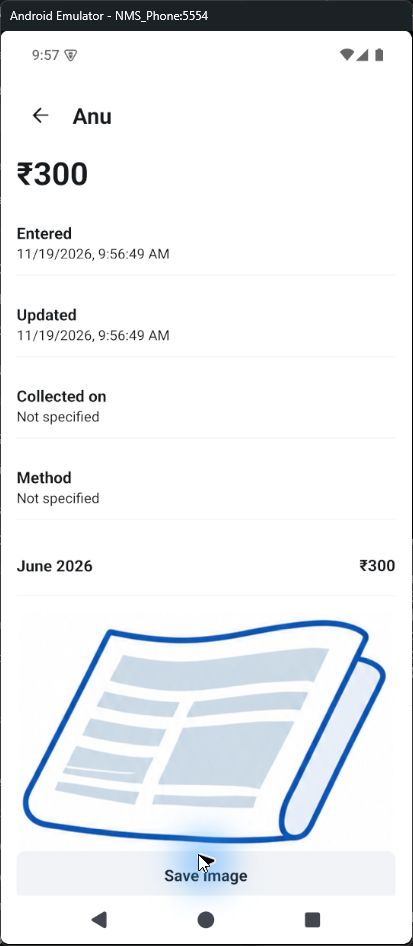 Android Emulator - NMS_Phone:5554
9:57
Anu
₹300
Entered
11/19/2026, 9:56:49 AM
Updated
11/19/2026, 9:56:49 AM
Collected on
Not specified
Method
Not specified
June 2026 ₹300
Save image